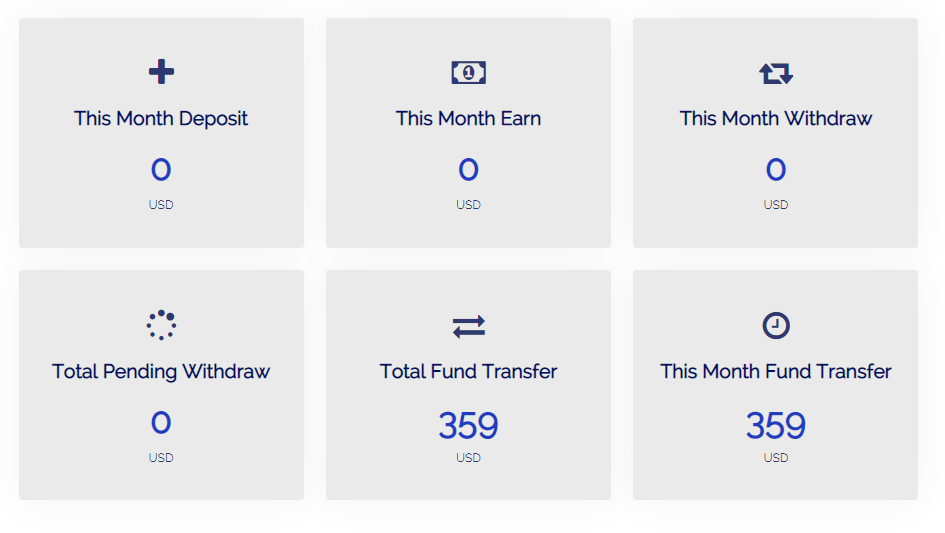 This Month Deposit
0
USD
This Month Earn
0
USD
This Month Withdraw
0
USD
Total Pending Withdraw
0
USD
Total Fund Transfer
359
USD
This Month Fund Transfer
359
USD